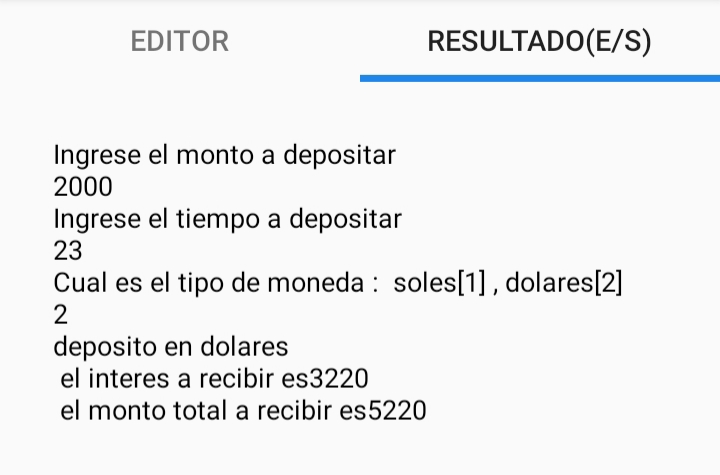 EDITOR RESULTADO(E/S)
Ingrese el monto a depositar
2000
Ingrese el tiempo a depositar
23
Cual es el tipo de moneda :  soles[1] , dolares[2]
2
deposito en dolares
el interes a recibir es3220
el monto total a recibir es5220